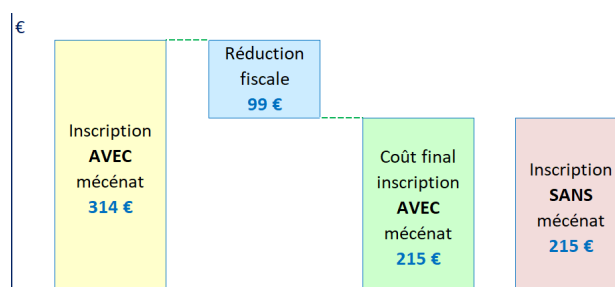 €
Inscription
AVEC
mécénat
314 €
Réduction
fiscale
99 €
Coût final
inscription
AVEC
mécénat
215 €
Inscription
SANS
mécénat
215 €